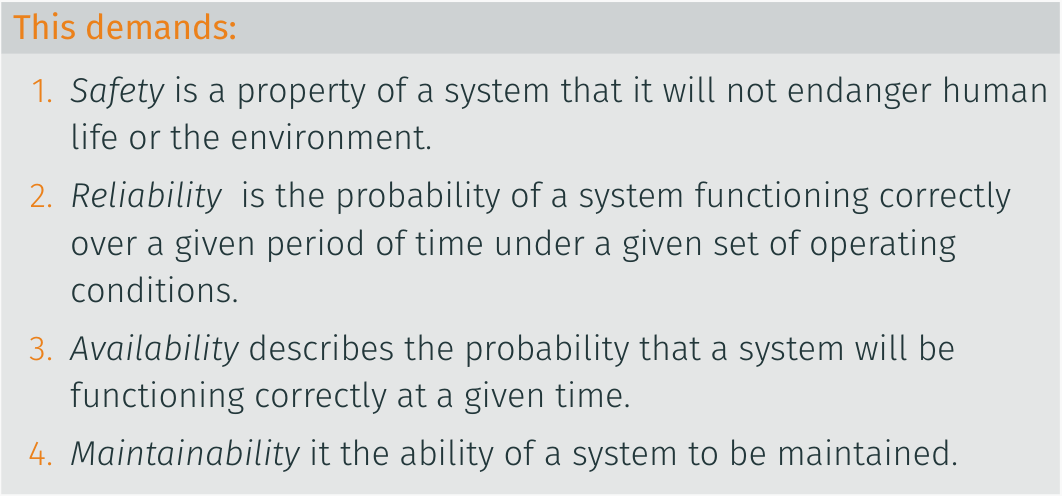 This demands:
1. Safety is a property of a system that it will not endanger human
life or the environment.
2. Reliability is the probability of a system functioning correctly
over a given period of time under a given set of operating
conditions.
3. Availability describes the probability that a system will be
functioning correctly at a given time.
4. Maintainability it the ability of a system to be maintained.